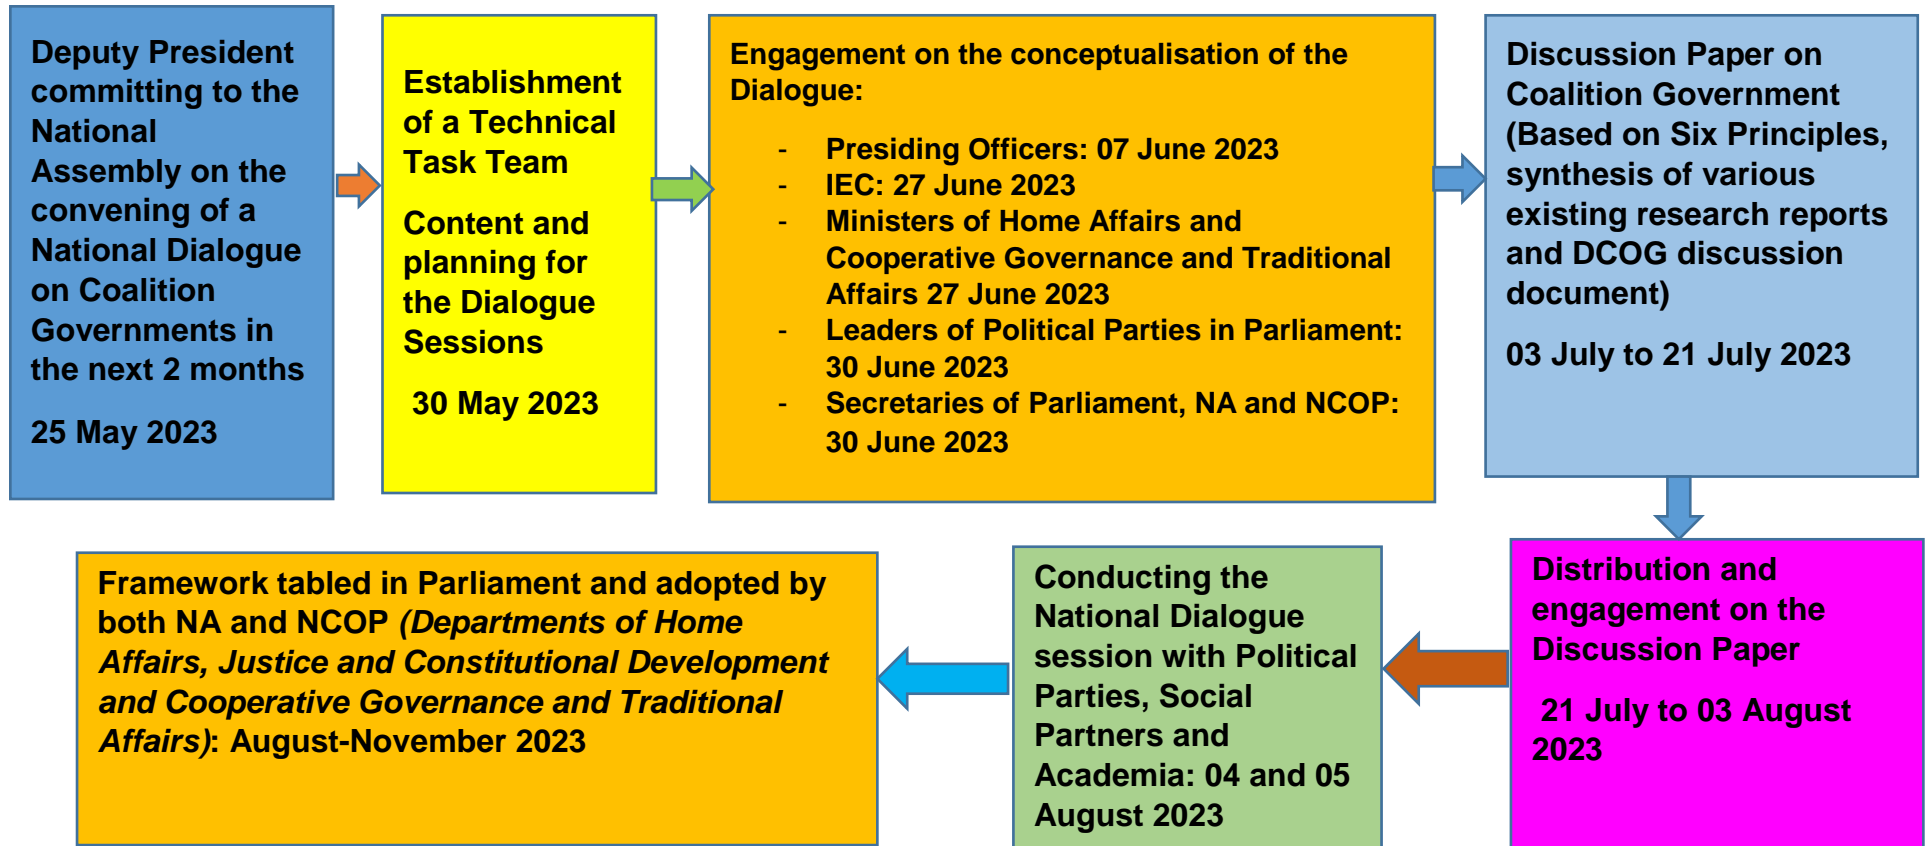 Deputy President
committing to the
National
Assembly on the
convening of a
National Dialogue
on Coalition
Governments in
the next 2 months
25 May 2023
Establishment
of a Technical
Task Team
Content and
planning for
the Dialogue
Sessions
30 May 2023
Engagement on the conceptualisation of the
Dialogue:
- Presiding Officers: 07 June 2023
- IEC: 27 June 2023
- Ministers of Home Affairs and
Cooperative Governance and Traditional
Affairs 27 June 2023
- Leaders of Political Parties in Parliament:
30 June 2023
- Secretaries of Parliament, NA and NCOP:
30 June 2023
Discussion Paper on
Coalition Government
(Based on Six Principles,
synthesis of various
existing research reports
and DCOG discussion
document)
03 July to 21 July 2023
Distribution and
engagement on the
Discussion Paper
21 July to 03 August
2023
Conducting the
National Dialogue
session with Political
Parties, Social
Partners and
Academia: 04 and 05
August 2023
Framework tabled in Parliament and adopted by
both NA and NCOP (Departments of Home
Affairs, Justice and Constitutional Development
and Cooperative Governance and Traditional
Affairs): August-November 2023